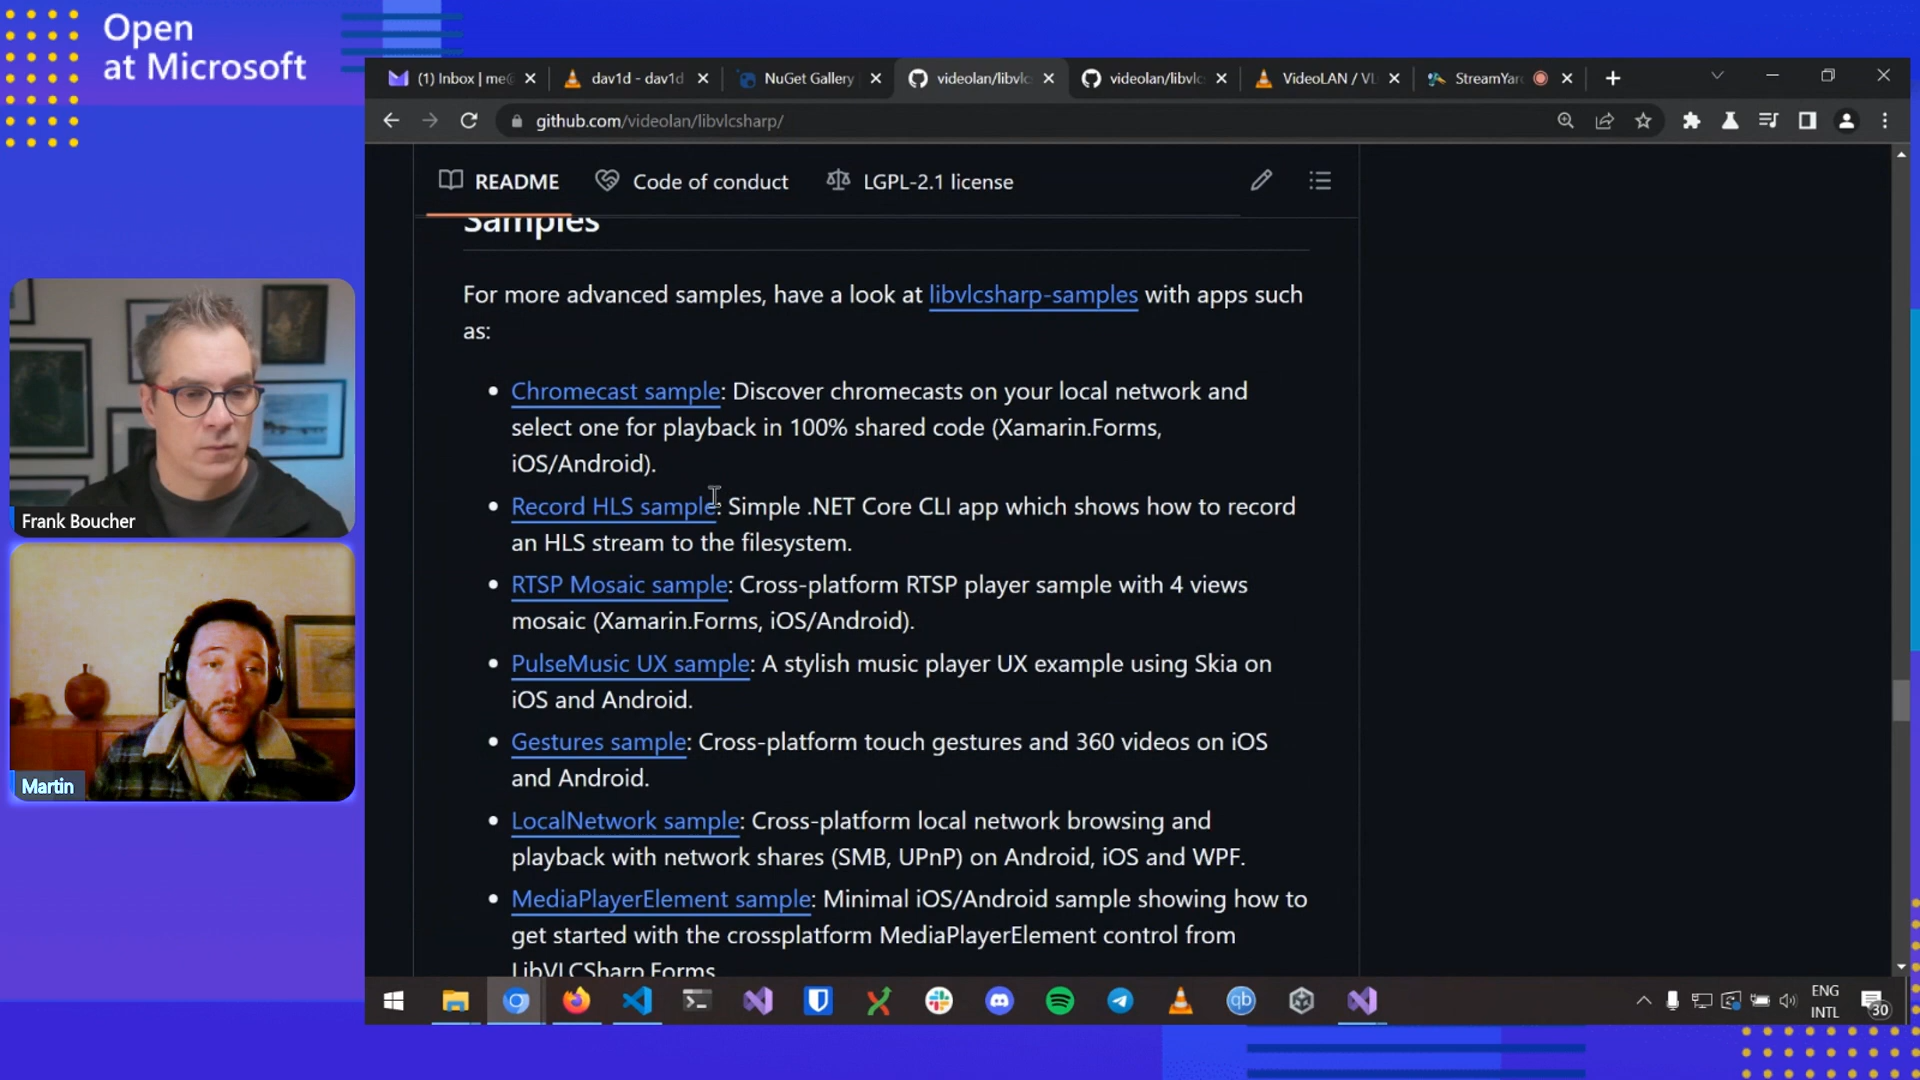 Open
at Microsoft
(1) Inbox | me@
dav1d - dav1d
NuGet Gallery
videolan/libvlc
videolan/libvlc
VideoLAN / VL
StreamYar
github.com/videolan/libvlcsharp/
README
Code of conduct
LGPL-2.1 license
Samples
For more advanced samples, have a look at libvlcsharp-samples with apps such
as:
• Chromecast sample: Discover chromecasts on your local network and
select one for playback in 100% shared code (Xamarin.Forms,
iOS/Android).
• Record HLS sample: Simple .NET Core CLI app which shows how to record
an HLS stream to the filesystem.
• RTSP Mosaic sample: Cross-platform RTSP player sample with 4 views
mosaic (Xamarin.Forms, iOS/Android).
• PulseMusic UX sample: A stylish music player UX example using Skia on
iOS and Android.
• Gestures sample: Cross-platform touch gestures and 360 videos on iOS
and Android.
• LocalNetwork sample: Cross-platform local network browsing and
playback with network shares (SMB, UPnP) on Android, iOS and WPF.
• MediaPlayerElement sample: Minimal iOS/Android sample showing how to
get started with the crossplatform MediaPlayerElement control from
LibVLCSharp.Forms
Frank Boucher
Martin
qb
ENG
INTL
30